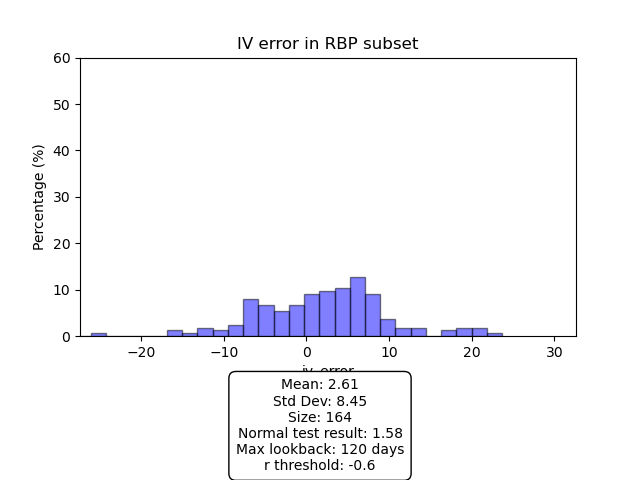 IV error in RBP subset
Percentage (%)
60
50
40
30
20
10
0
−20 −10 0 10 20 30
iv_error
Mean: 2.61
Std Dev: 8.45
Size: 164
Normal test result: 1.58
Max lookback: 120 days
r threshold: -0.6